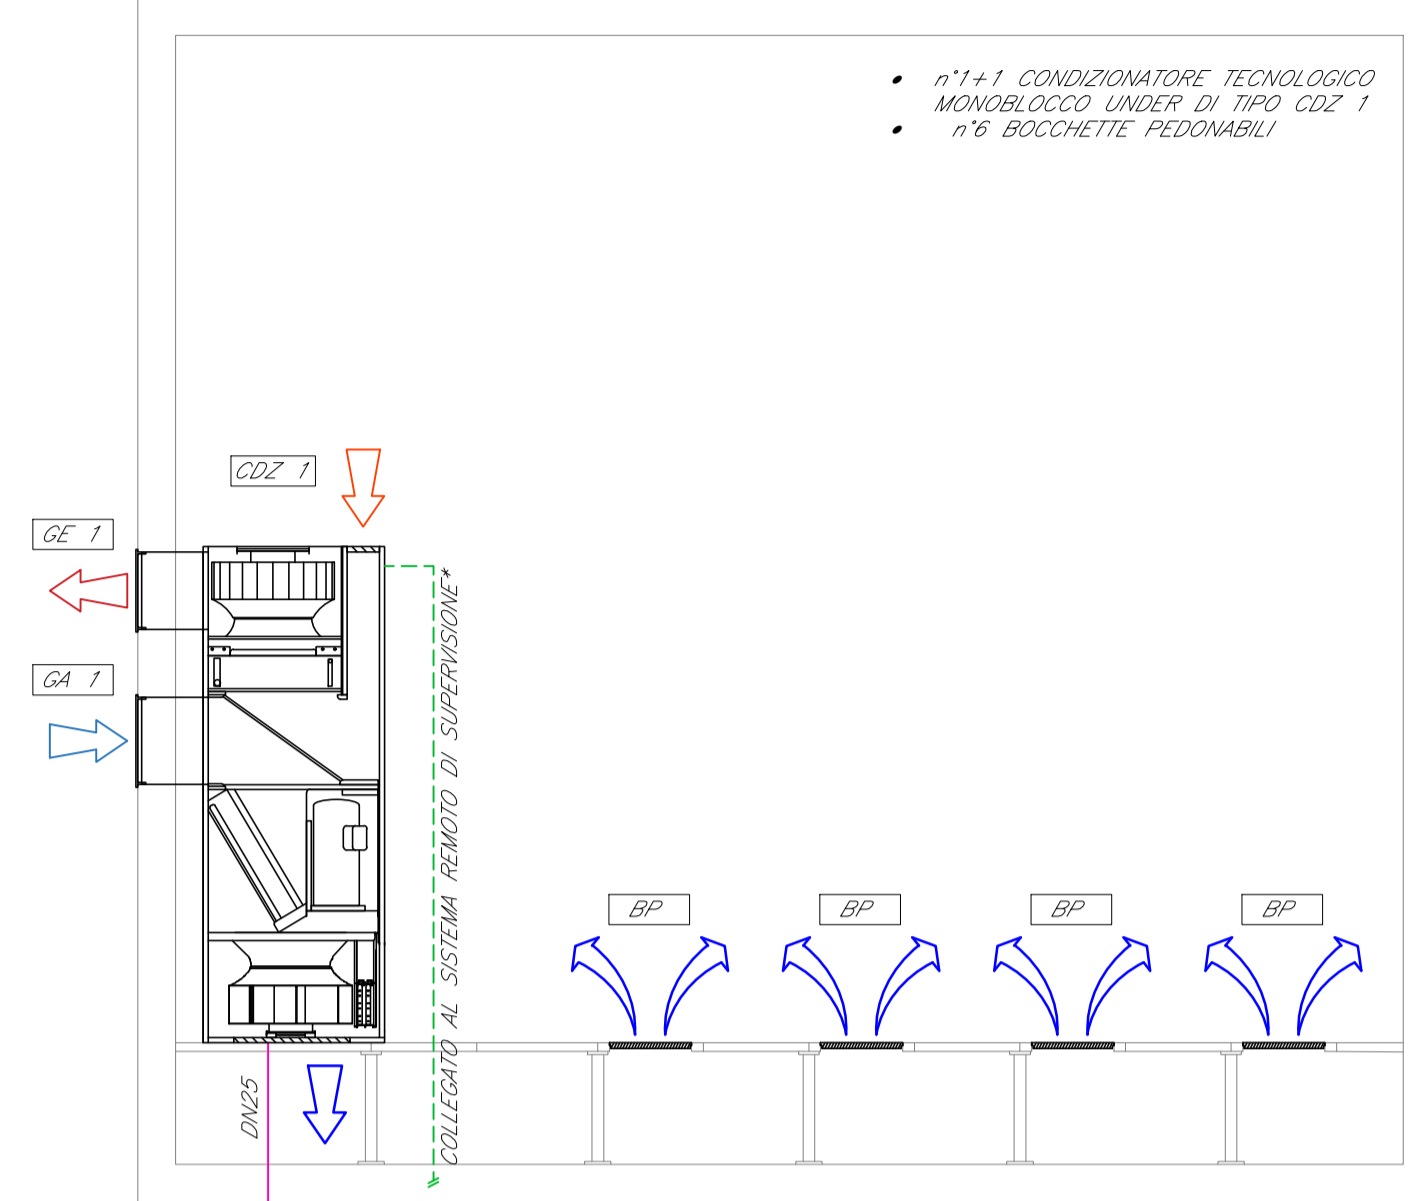 • n°1+1 CONDIZIONATORE TECNOLOGICO
MONOBLOCCO UNDER DI TIPO CDZ 1
• n°6 BOCCHETTE PEDONABILI
CDZ 1
GE 1
GA 1
COLLEGATO AL SISTEMA REMOTO DI SUPERVISIONE*
BP
BP
BP
BP
DN25